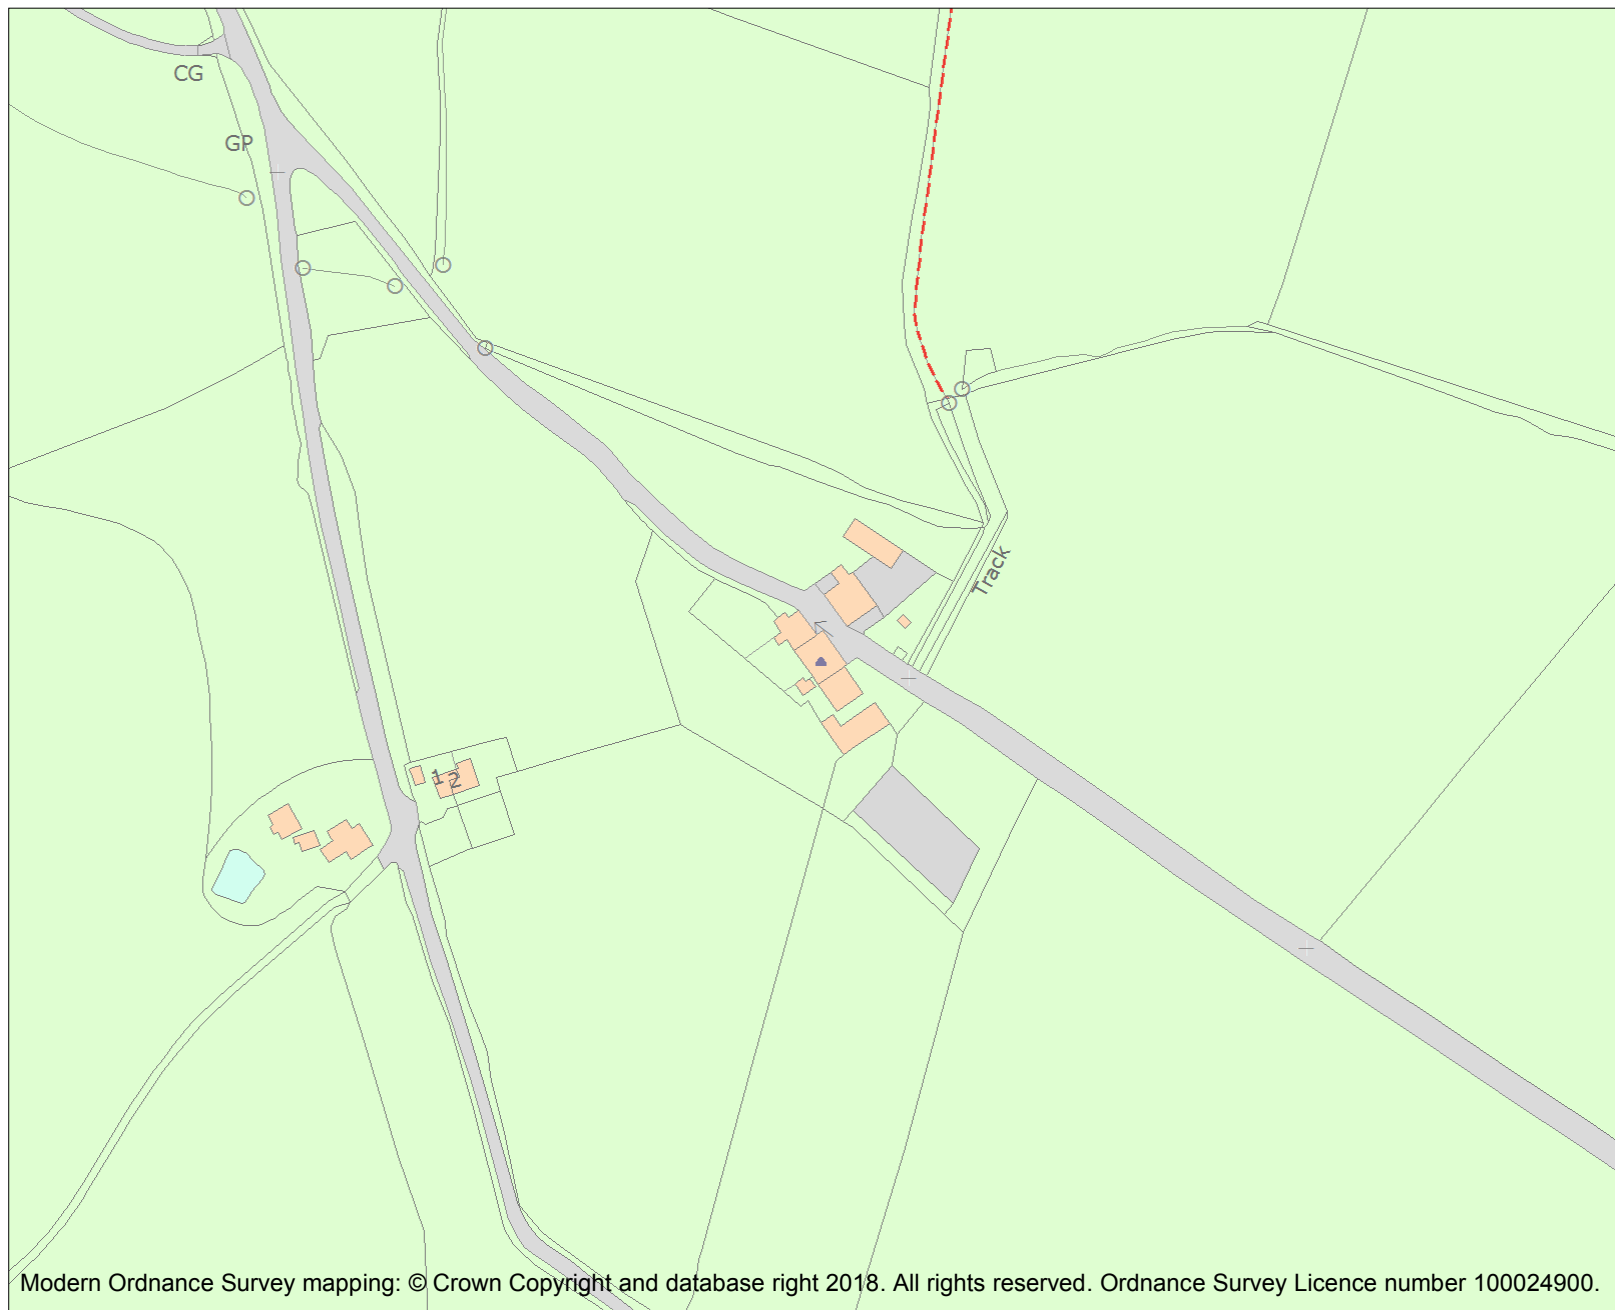 CG
GP
Track
1
2
Modern Ordnance Survey mapping: © Crown Copyright and database right 2018. All rights reserved. Ordnance Survey Licence number 100024900.